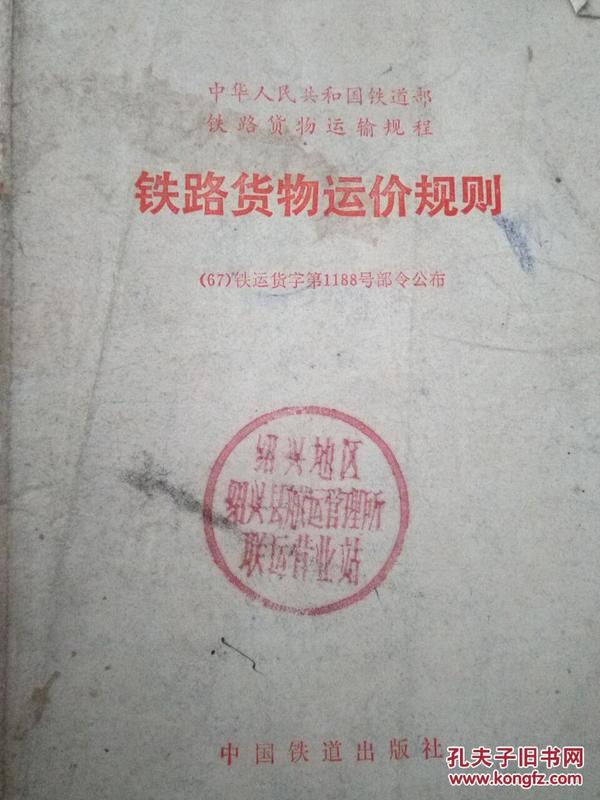 中华人民共和国铁道部
铁路货物运输规程
铁路货物运价规则
(67)铁运货字第1188号部令公布
绍兴地区
绍兴县联运管理所
联运营业站
中国铁道出版社
孔夫子旧书网
www.kongfz.com